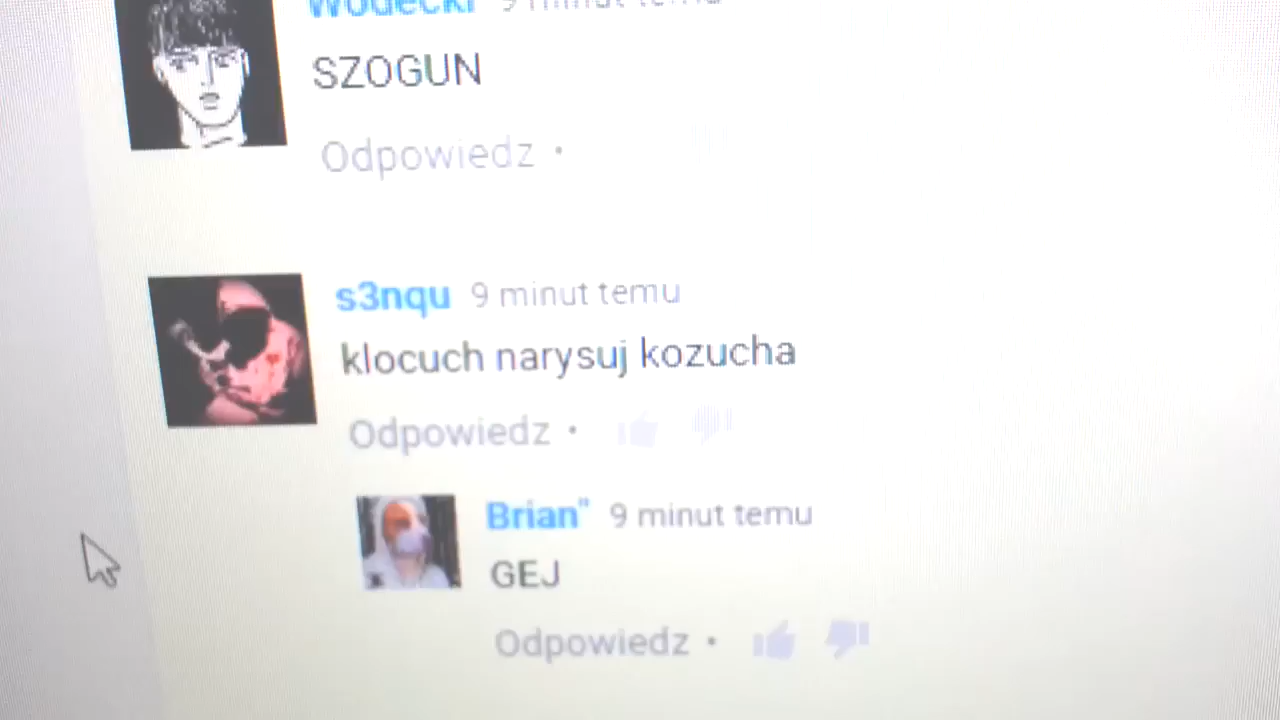 Wodecki 9 minut temu
SZOGUN
Odpowiedz •
s3nqu 9 minut temu
klocuch narysuj kozucha
Odpowiedz •
Brian" 9 minut temu
GEJ
Odpowiedz •